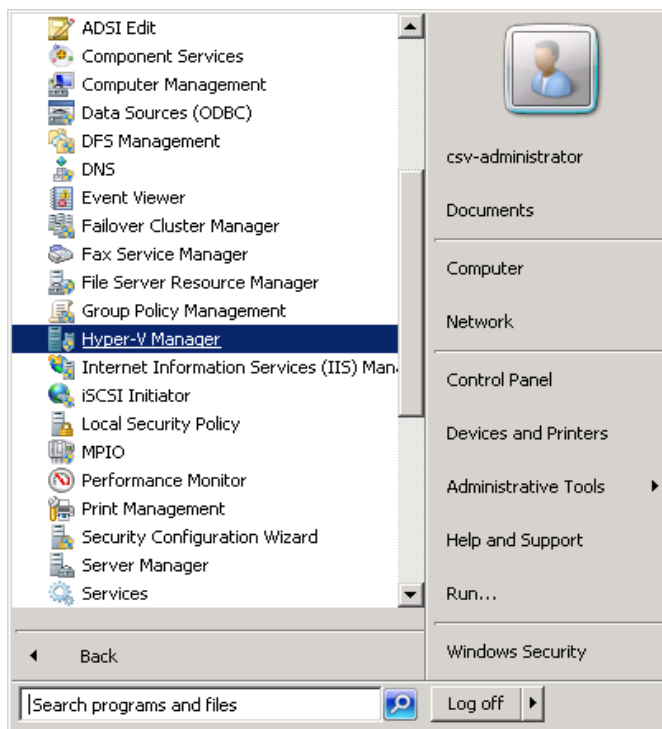 ADSI Edit
Component Services
Computer Management
Data Sources (ODBC)
DFS Management
DNS
Event Viewer
Failover Cluster Manager
Fax Service Manager
File Server Resource Manager
Group Policy Management
Hyper-V Manager
Internet Information Services (IIS) Man
iSCSI Initiator
Local Security Policy
MPIO
Performance Monitor
Print Management
Security Configuration Wizard
Server Manager
Services
Back
Search programs and files
csv-administrator
Documents
Computer
Network
Control Panel
Devices and Printers
Administrative Tools
Help and Support
Run...
Windows Security
Log off